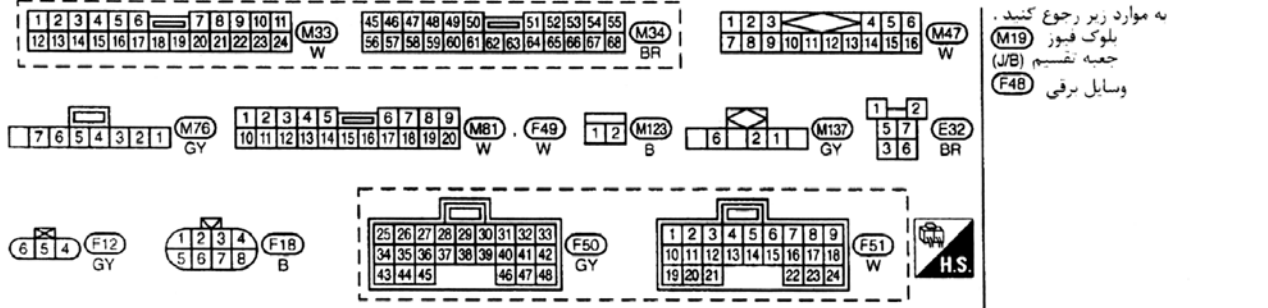 1 2 3 4 5 6 7 8 9 10 11
12 13 14 15 16 17 18 19 20 21 22 23 24
M33
W
45 46 47 48 49 50 51 52 53 54 55
56 57 58 59 60 61 62 63 64 65 66 67 68
M34
BR
1 2 3 4 5 6
7 8 9 10 11 12 13 14 15 16
M47
W
به موارد زیر رجوع کنید .
بلوک فیوز M19
جعبه تقسیم (J/B)
وسایل برقی F48
7 6 5 4 3 2 1
M76
GY
1 2 3 4 5 6 7 8 9
10 11 12 13 14 15 16 17 18 19 20
M81 , F49
W W
1 2
M123
B
6 2 1
M137
GY
1 2
5 7
3 6
E32
BR
6 5 4
F12
GY
1 2 3 4
5 6 7 8
F18
B
25 26 27 28 29 30 31 32 33
34 35 36 37 38 39 40 41 42
43 44 45 46 47 48
F50
GY
1 2 3 4 5 6 7 8 9
10 11 12 13 14 15 16 17 18
19 20 21 22 23 24
F51
W
H.S.